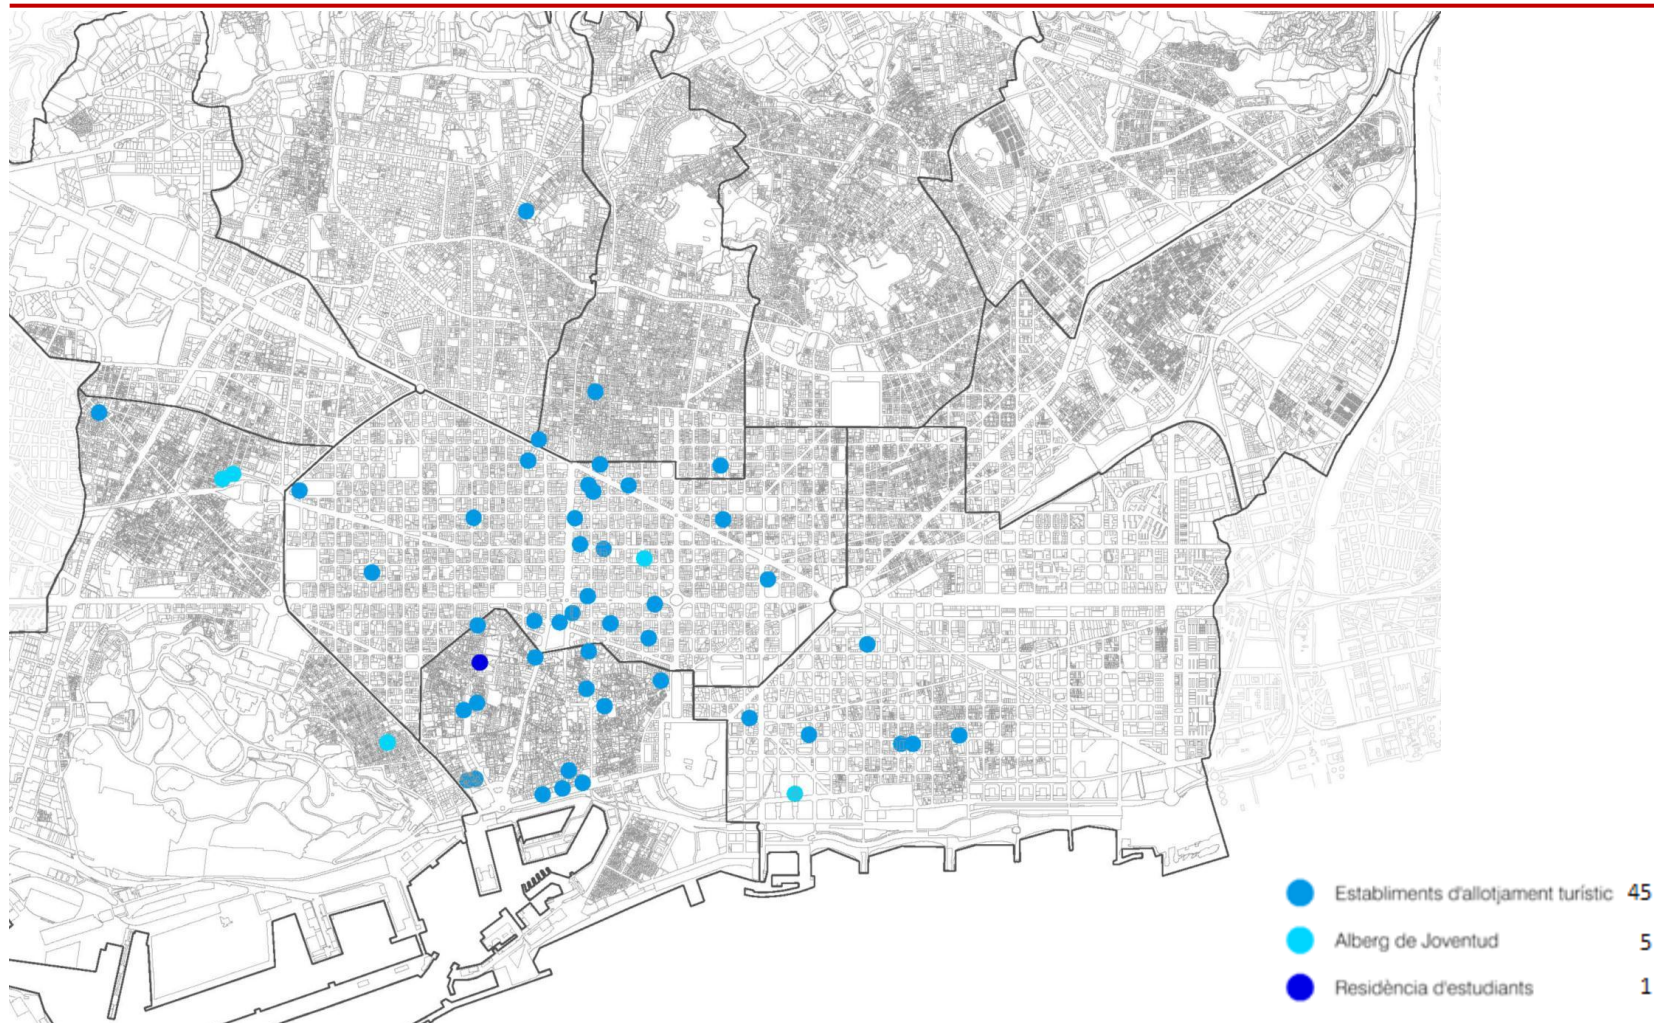 Establiments d'allotjament turístic 45
Alberg de Joventud 5
Residència d'estudiants 1